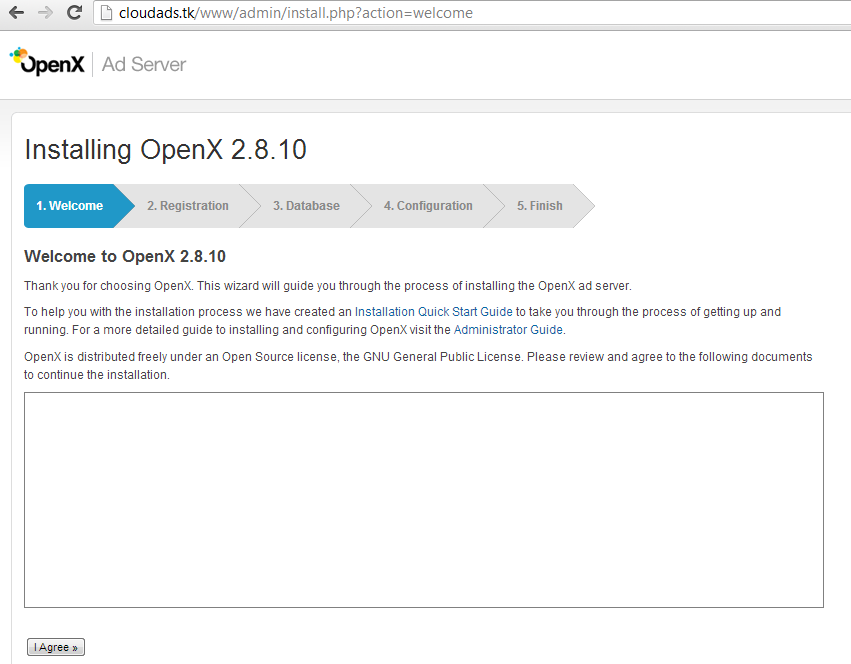 cloudads.tk/www/admin/install.php?action=welcome
OpenX Ad Server
Installing OpenX 2.8.10
1. Welcome 2. Registration 3. Database 4. Configuration 5. Finish
Welcome to OpenX 2.8.10
Thank you for choosing OpenX. This wizard will guide you through the process of installing the OpenX ad server.
To help you with the installation process we have created an Installation Quick Start Guide to take you through the process of getting up and
running. For a more detailed guide to installing and configuring OpenX visit the Administrator Guide.
OpenX is distributed freely under an Open Source license, the GNU General Public License. Please review and agree to the following documents
to continue the installation.
I Agree »